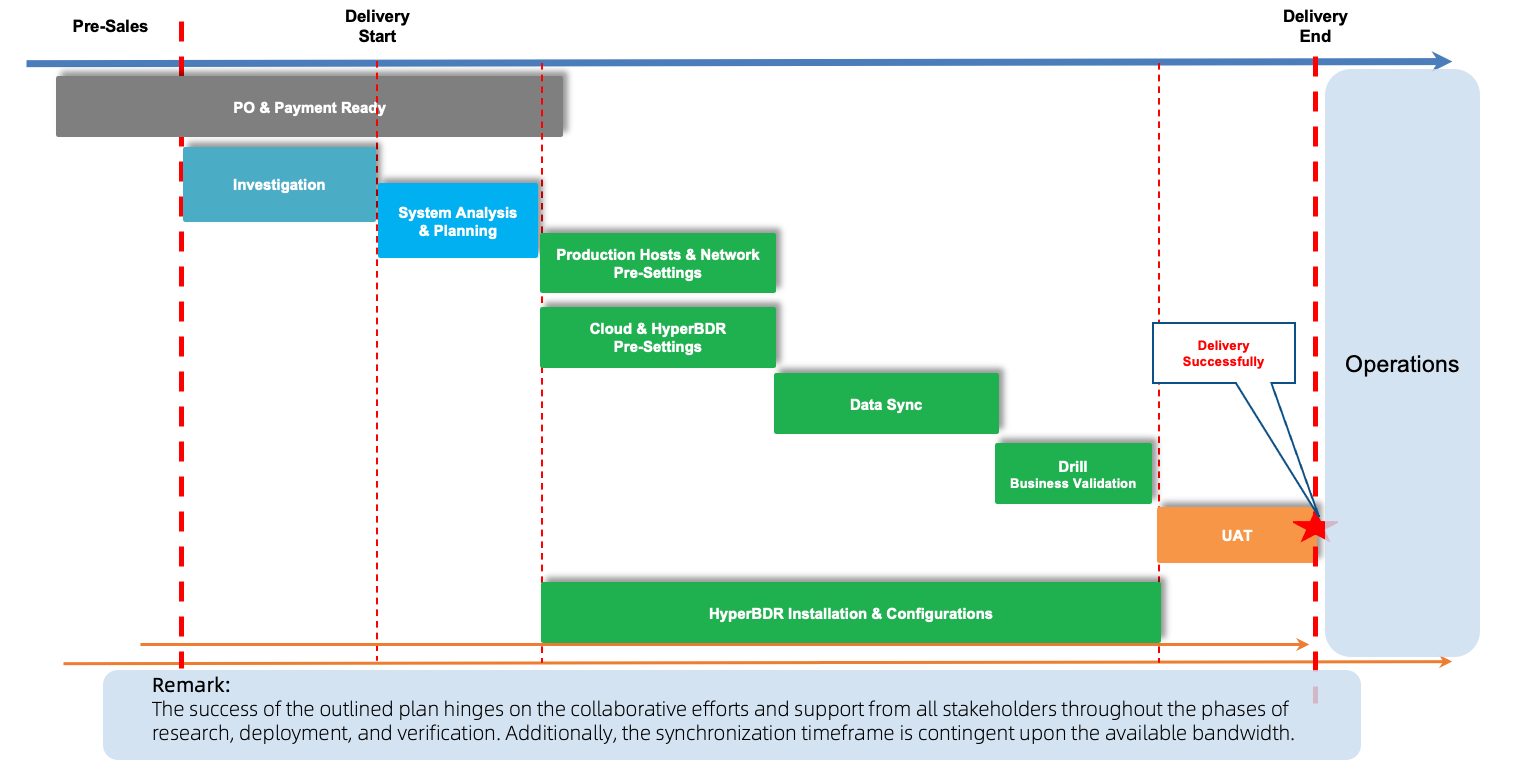 Pre-Sales
Delivery
Start
Delivery
End
PO & Payment Ready
Investigation
System Analysis
& Planning
Production Hosts & Network
Pre-Settings
Cloud & HyperBDR
Pre-Settings
Delivery
Successfully
Operations
Data Sync
Drill
Business Validation
UAT
HyperBDR Installation & Configurations
Remark:
The success of the outlined plan hinges on the collaborative efforts and support from all stakeholders throughout the phases of
research, deployment, and verification. Additionally, the synchronization timeframe is contingent upon the available bandwidth.